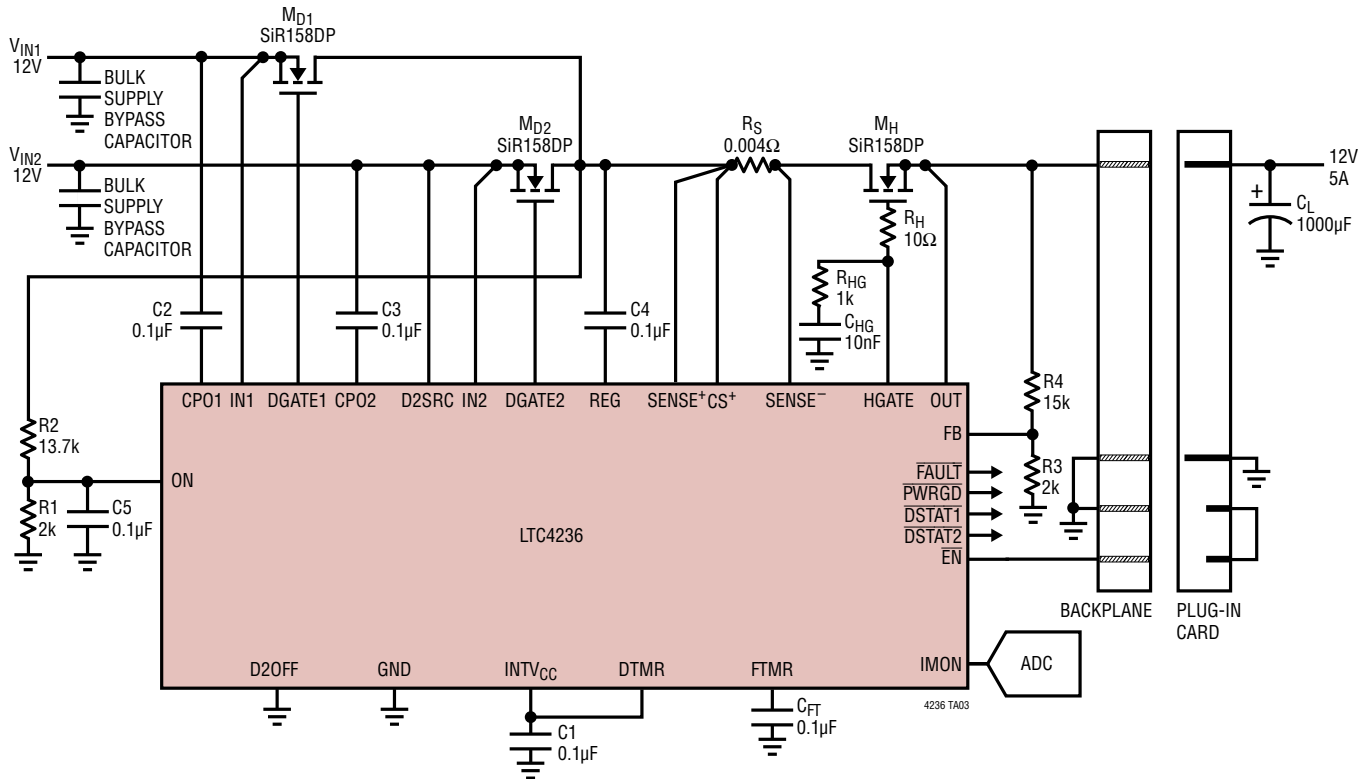 MD1
SiR158DP
VIN1
12V
BULK
SUPPLY
BYPASS
CAPACITOR
MD2
SiR158DP
RS
0.004Ω
MH
SiR158DP
VIN2
12V
BULK
SUPPLY
BYPASS
CAPACITOR
12V
5A
+
CL
1000µF
RH
10Ω
RHG
1k
CHG
10nF
C2
0.1µF
C3
0.1µF
C4
0.1µF
CPO1 IN1 DGATE1 CPO2 D2SRC IN2 DGATE2 REG SENSE+ CS+ SENSE− HGATE OUT
R4
15k
R2
13.7k
FB
ON
FAULT
PWRGD
DSTAT1
DSTAT2
EN
R3
2k
R1
2k
C5
0.1µF
LTC4236
BACKPLANE
PLUG-IN
CARD
D2OFF GND INTVCC DTMR FTMR IMON
ADC
4236 TA03
C1
0.1µF
CFT
0.1µF